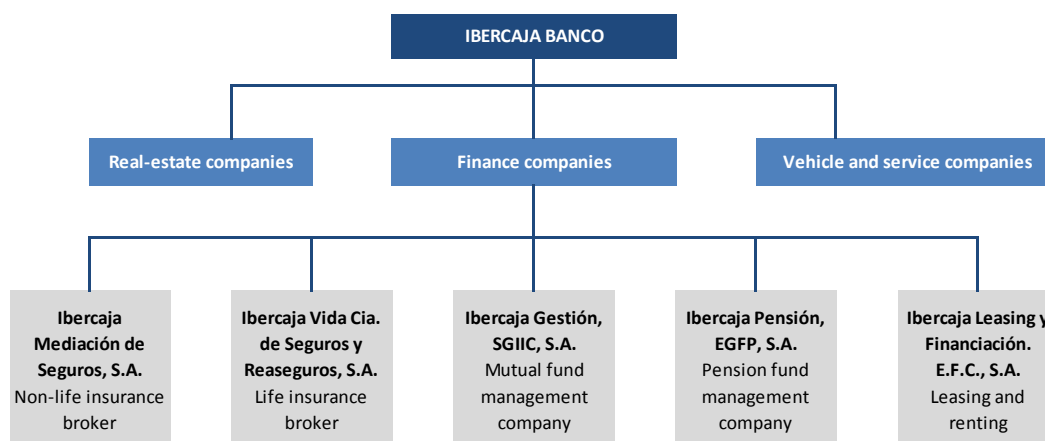 IBERCAJA BANCO
Real-estate companies
Finance companies
Vehicle and service companies
Ibercaja
Mediación de
Seguros, S.A.
Non-life insurance
broker
Ibercaja Vida Cia.
de Seguros y
Reaseguros, S.A.
Life insurance
broker
Ibercaja Gestión,
SGIIC, S.A.
Mutual fund
management
company
Ibercaja Pensión,
EGFP, S.A.
Pension fund
management
company
Ibercaja Leasing y
Financiación.
E.F.C., S.A.
Leasing and
renting